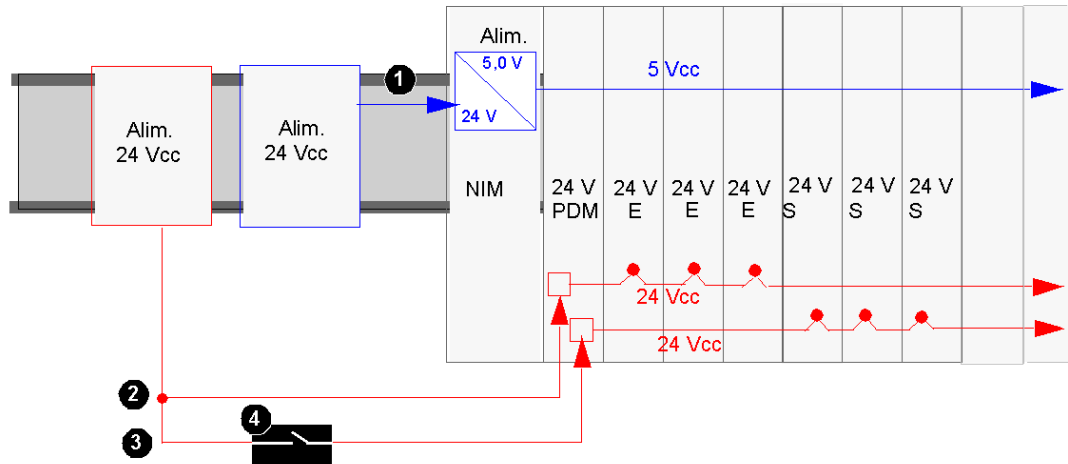 Alim.
5,0 V
24 V
1
5 Vcc
Alim.
24 Vcc
Alim.
24 Vcc
NIM
24 V
PDM
24 V
E
24 V
E
24 V
E
24 V
S
24 V
S
24 V
S
24 Vcc
24 Vcc
2
3
4